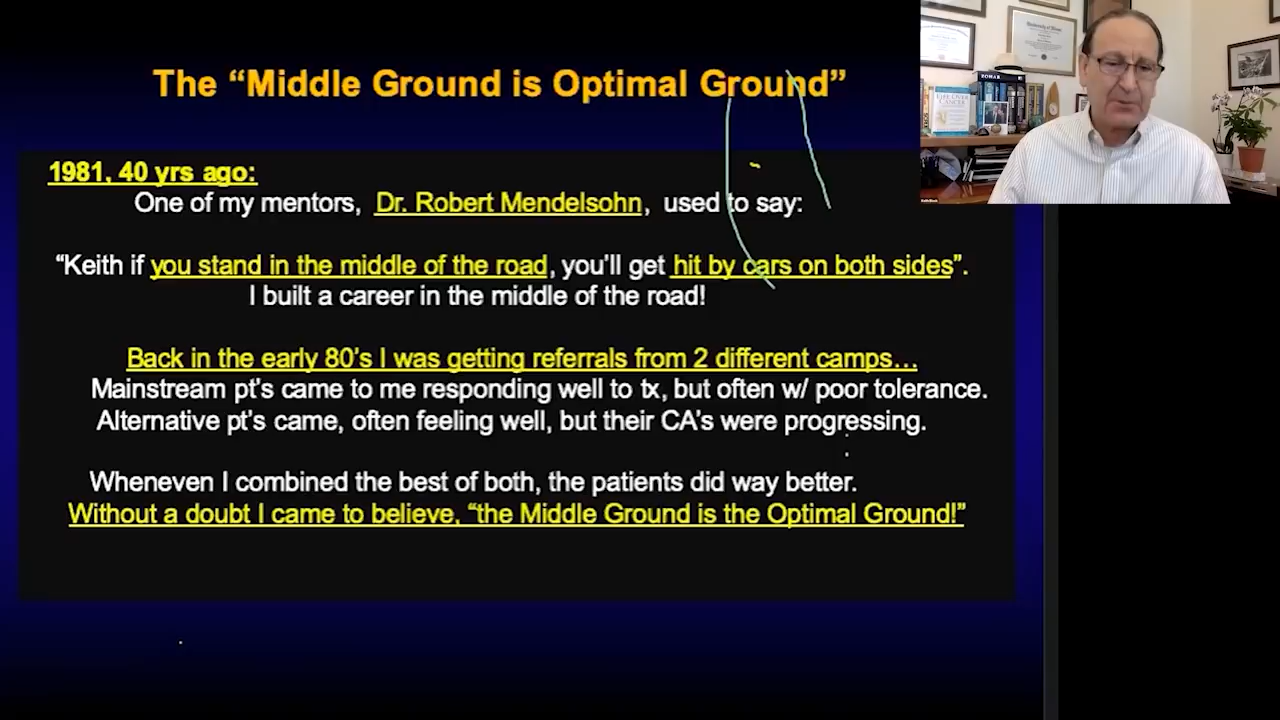 The “Middle Ground is Optimal Ground”
1981, 40 yrs ago:
One of my mentors, Dr. Robert Mendelsohn, used to say:
“Keith if you stand in the middle of the road, you’ll get hit by cars on both sides”.
I built a career in the middle of the road!
Back in the early 80’s I was getting referrals from 2 different camps…
Mainstream pt’s came to me responding well to tx, but often w/ poor tolerance.
Alternative pt’s came, often feeling well, but their CA’s were progressing.
Wheneven I combined the best of both, the patients did way better.
Without a doubt I came to believe, “the Middle Ground is the Optimal Ground!”
LIFE OVER
CANCER